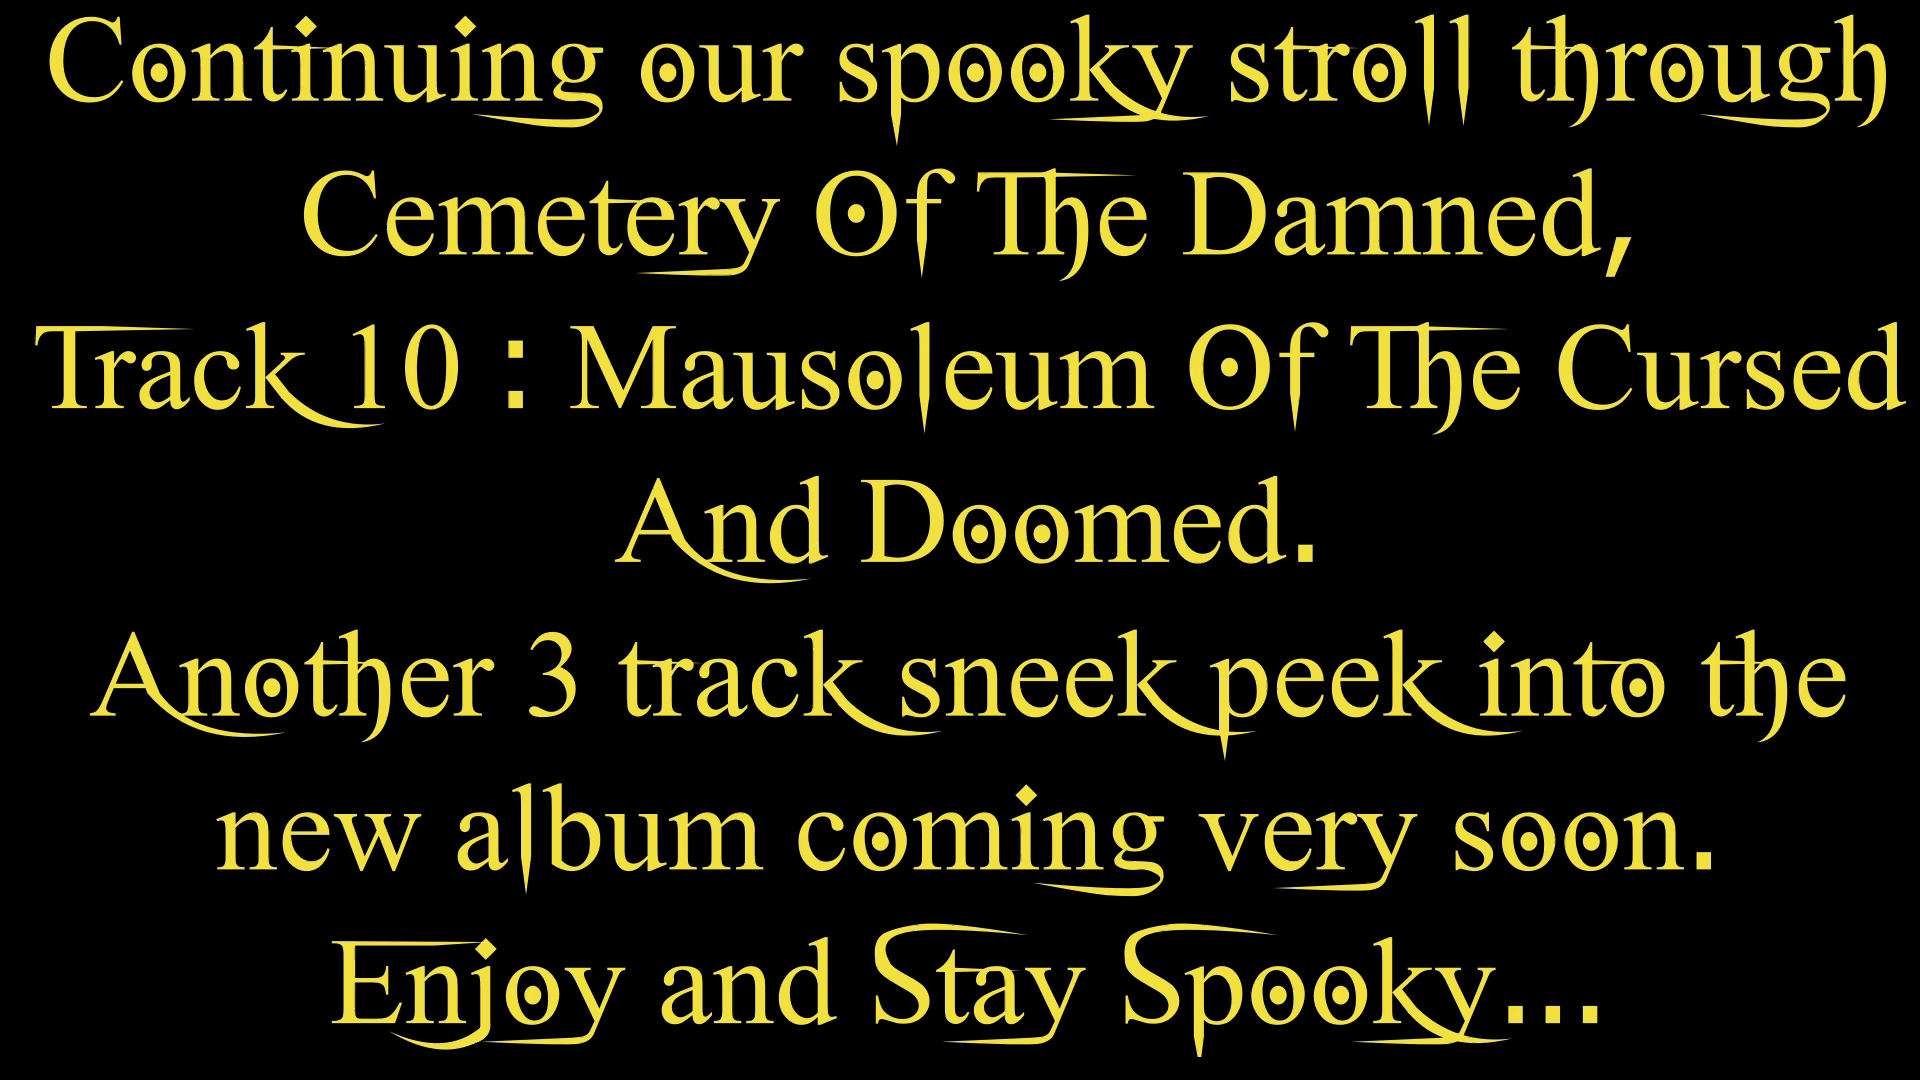 Continuing our spooky stroll through
Cemetery Of The Damned,
Track 10 : Mausoleum Of The Cursed
And Doomed.
Another 3 track sneek peek into the
new album coming very soon.
Enjoy and Stay Spooky...